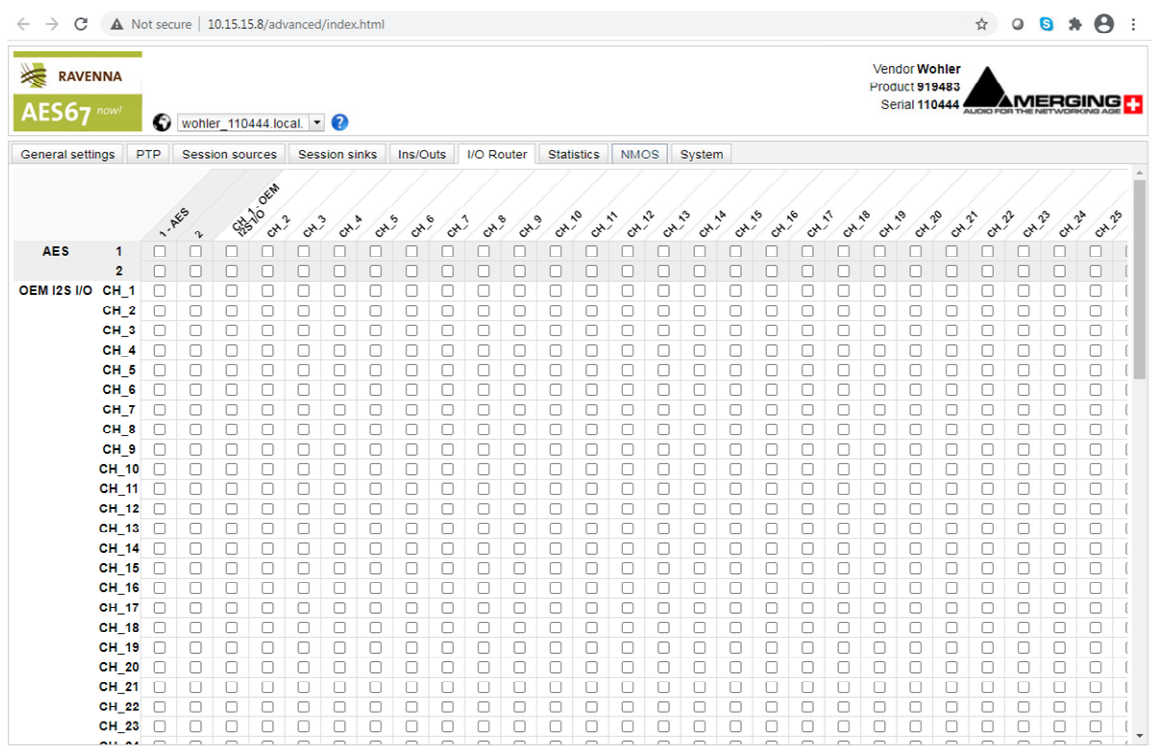 Not secure | 10.15.15.8/advanced/index.html
RAVENNA
AES67 now!
wohler_110444.local.
?
Vendor Wohler
Product 919483
Serial 110444
MERGING
AUDIO FOR THE NETWORKING AGE
General settings PTP Session sources Session sinks Ins/Outs I/O Router Statistics NMOS System
1 - AES 2 CH_1 - OEM I2S I/O CH_2 CH_3 CH_4 CH_5 CH_6 CH_7 CH_8 CH_9 CH_10 CH_11 CH_12 CH_13 CH_14 CH_15 CH_16 CH_17 CH_18 CH_19 CH_20 CH_21 CH_22 CH_23 CH_24 CH_25
AES 1
2
OEM I2S I/O CH_1
CH_2
CH_3
CH_4
CH_5
CH_6
CH_7
CH_8
CH_9
CH_10
CH_11
CH_12
CH_13
CH_14
CH_15
CH_16
CH_17
CH_18
CH_19
CH_20
CH_21
CH_22
CH_23